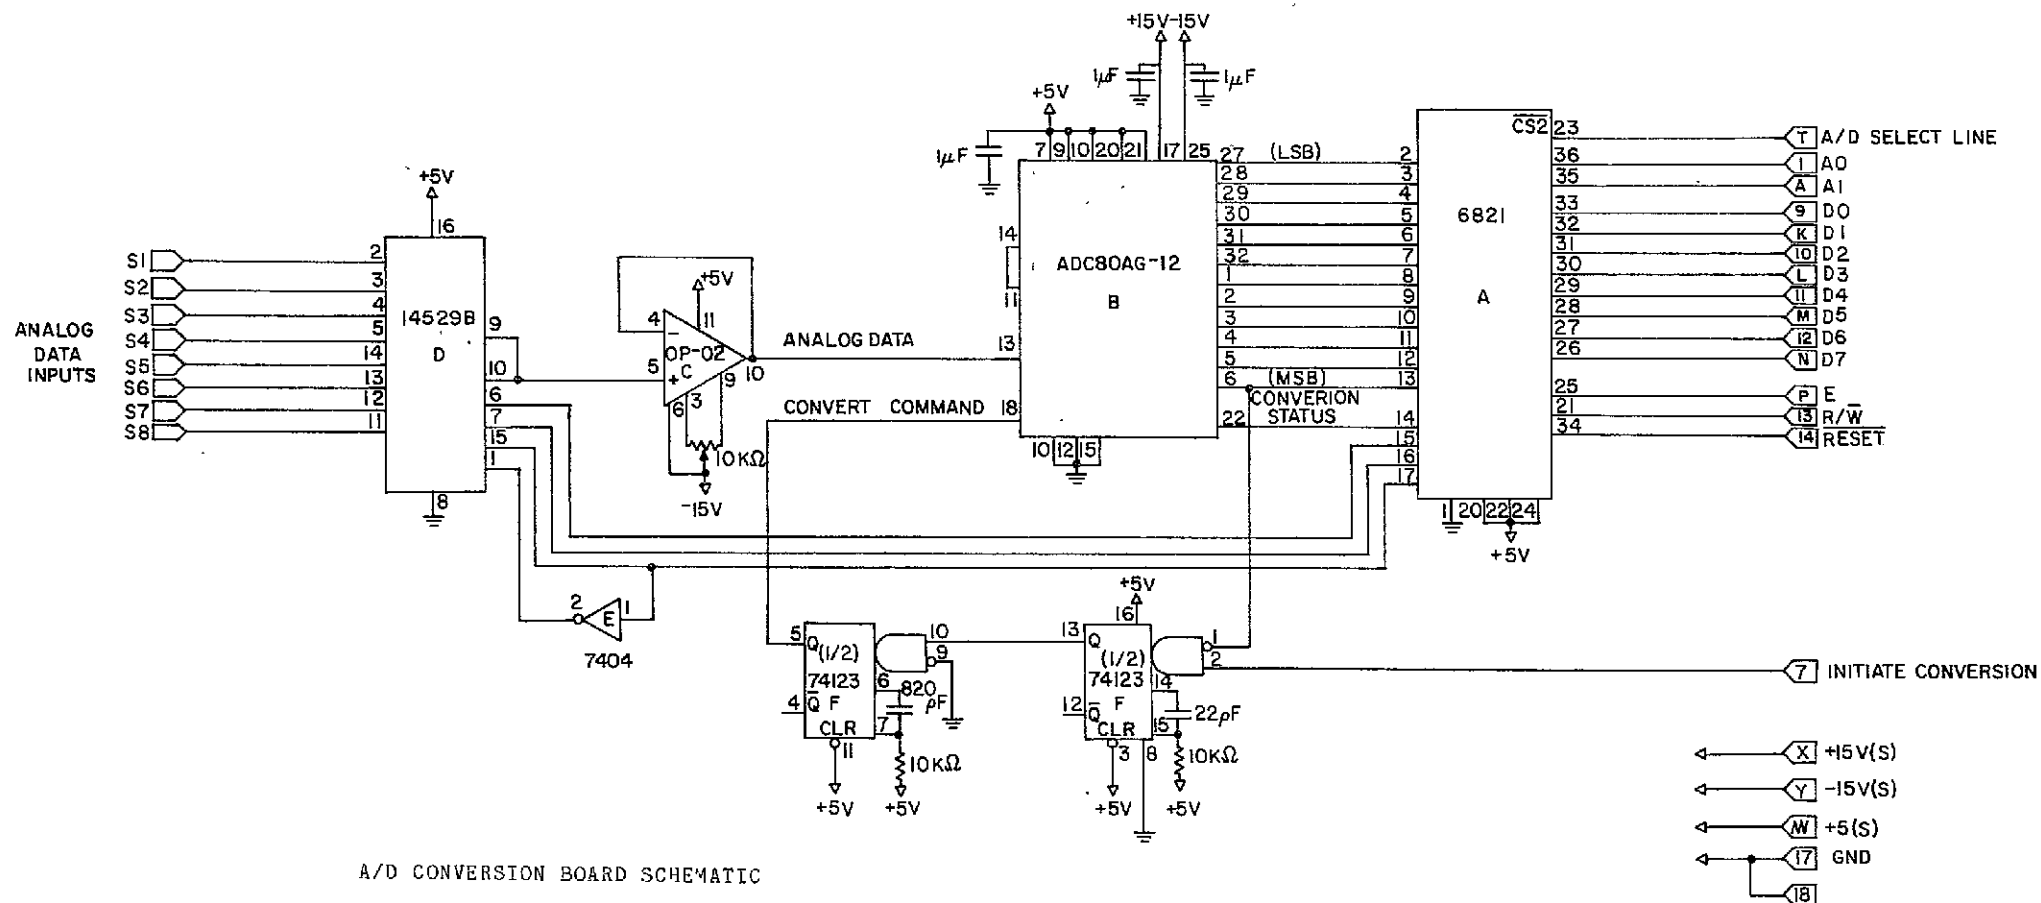 +15V-15V
1μF
1μF
+5V
1μF
7 9 10 20 21 17 25
14
11
13
18
ADC80AG-12
B
27 (LSB)
28
29
30
31
32
1
2
3
4
5
6 (MSB)
CONVERION
STATUS
22
10 12 15
2
3
4
5
6
7
8
9
10
11
12
13
14
15
16
17
6821
A
CS2 23
36
35
33
32
31
30
29
28
27
26
25
21
34
1 20 22 24
+5V
T A/D SELECT LINE
1 A0
A A1
9 D0
K D1
10 D2
L D3
11 D4
M D5
12 D6
N D7
P E
13 R/W
14 RESET
+5V
16
ANALOG
DATA
INPUTS
S1 2
S2 3
S3 4
S4 5
S5 14
S6 13
S7 12
S8 11
14529B
D
9
10
6
7
15
1
8
+5V
4 -
11
5 +
OP-02
C
9
10
6 3
10KΩ
-15V
ANALOG DATA
CONVERT COMMAND
2 E 1
7404
5 Q
(1/2)
74123
F
4 Q
CLR
11
+5V
10
9
6
820
ρF
7
10KΩ
+5V
+5V
16
13 Q
(1/2)
74123
F
12 Q
CLR
3
8
+5V
1
2
14
22ρF
15
10KΩ
+5V
7 INITIATE CONVERSION
X +15V(S)
Y -15V(S)
W +5(S)
17 GND
18
A/D CONVERSION BOARD SCHEMATIC